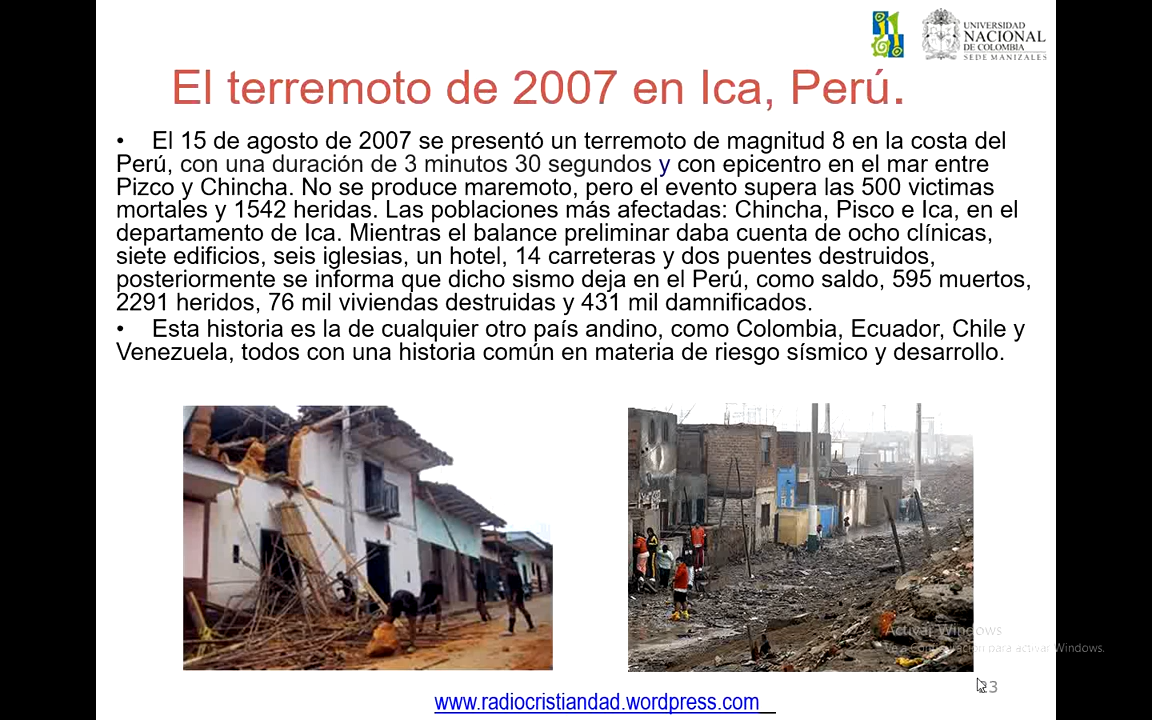 UNIVERSIDAD
NACIONAL
DE COLOMBIA
SEDE MANIZALES
El terremoto de 2007 en Ica, Perú.
• El 15 de agosto de 2007 se presentó un terremoto de magnitud 8 en la costa del
Perú, con una duración de 3 minutos 30 segundos y con epicentro en el mar entre
Pizco y Chincha. No se produce maremoto, pero el evento supera las 500 victimas
mortales y 1542 heridas. Las poblaciones más afectadas: Chincha, Pisco e Ica, en el
departamento de Ica. Mientras el balance preliminar daba cuenta de ocho clínicas,
siete edificios, seis iglesias, un hotel, 14 carreteras y dos puentes destruidos,
posteriormente se informa que dicho sismo deja en el Perú, como saldo, 595 muertos,
2291 heridos, 76 mil viviendas destruidas y 431 mil damnificados.
• Esta historia es la de cualquier otro país andino, como Colombia, Ecuador, Chile y
Venezuela, todos con una historia común en materia de riesgo sísmico y desarrollo.
Activar Windows
Ve a Configuración para activar Windows.
23
www.radiocristiandad.wordpress.com